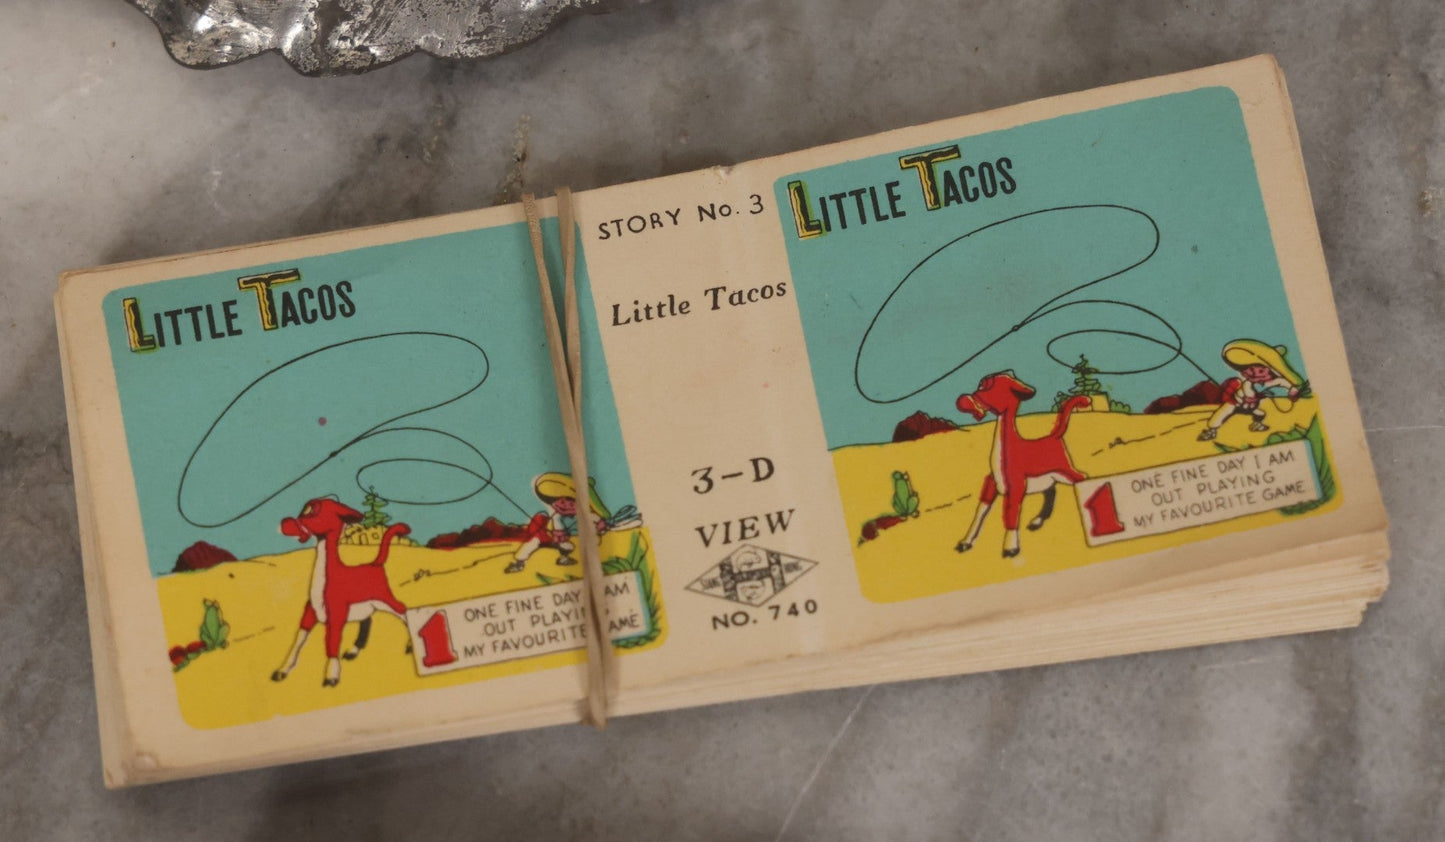 LITTLE TACOS
1 ONE FINE DAY I AM
OUT PLAYI
MY FAVOURITE GAME
STORY No. 3
Little Tacos
3-D
VIEW
NO. 740
LITTLE TACOS
1 ONE FINE DAY I AM
OUT PLAYING
MY FAVOURITE GAME